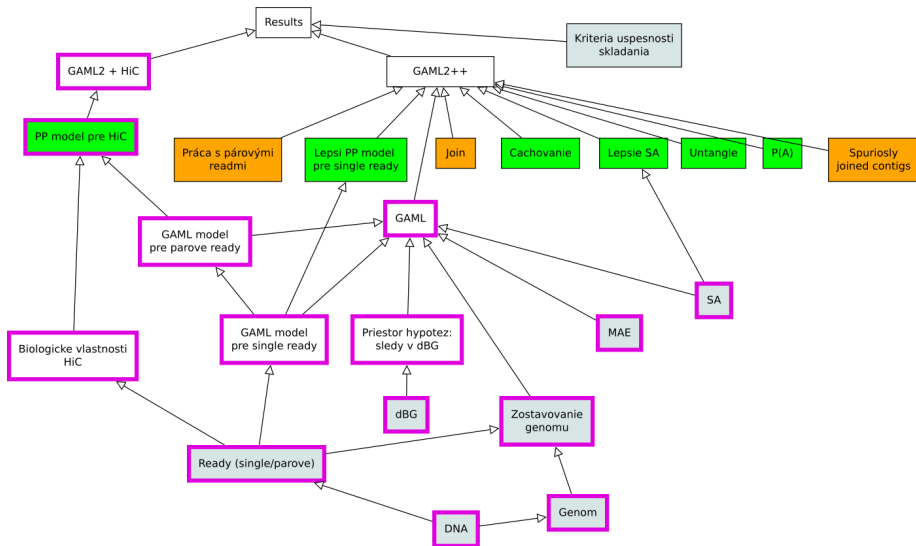 Results
Kriteria uspesnosti
skladania
GAML2 + HiC
GAML2++
PP model pre HiC
Práca s párovými
readmi
Lepsi PP model
pre single ready
Join
Cachovanie
Lepsie SA
Untangle
P(A)
Spuriosly
joined contigs
GAML
GAML model
pre parove ready
SA
Biologicke vlastnosti
HiC
GAML model
pre single ready
Priestor hypotez:
sledy v dBG
MAE
dBG
Zostavovanie
genomu
Ready (single/parove)
DNA
Genom